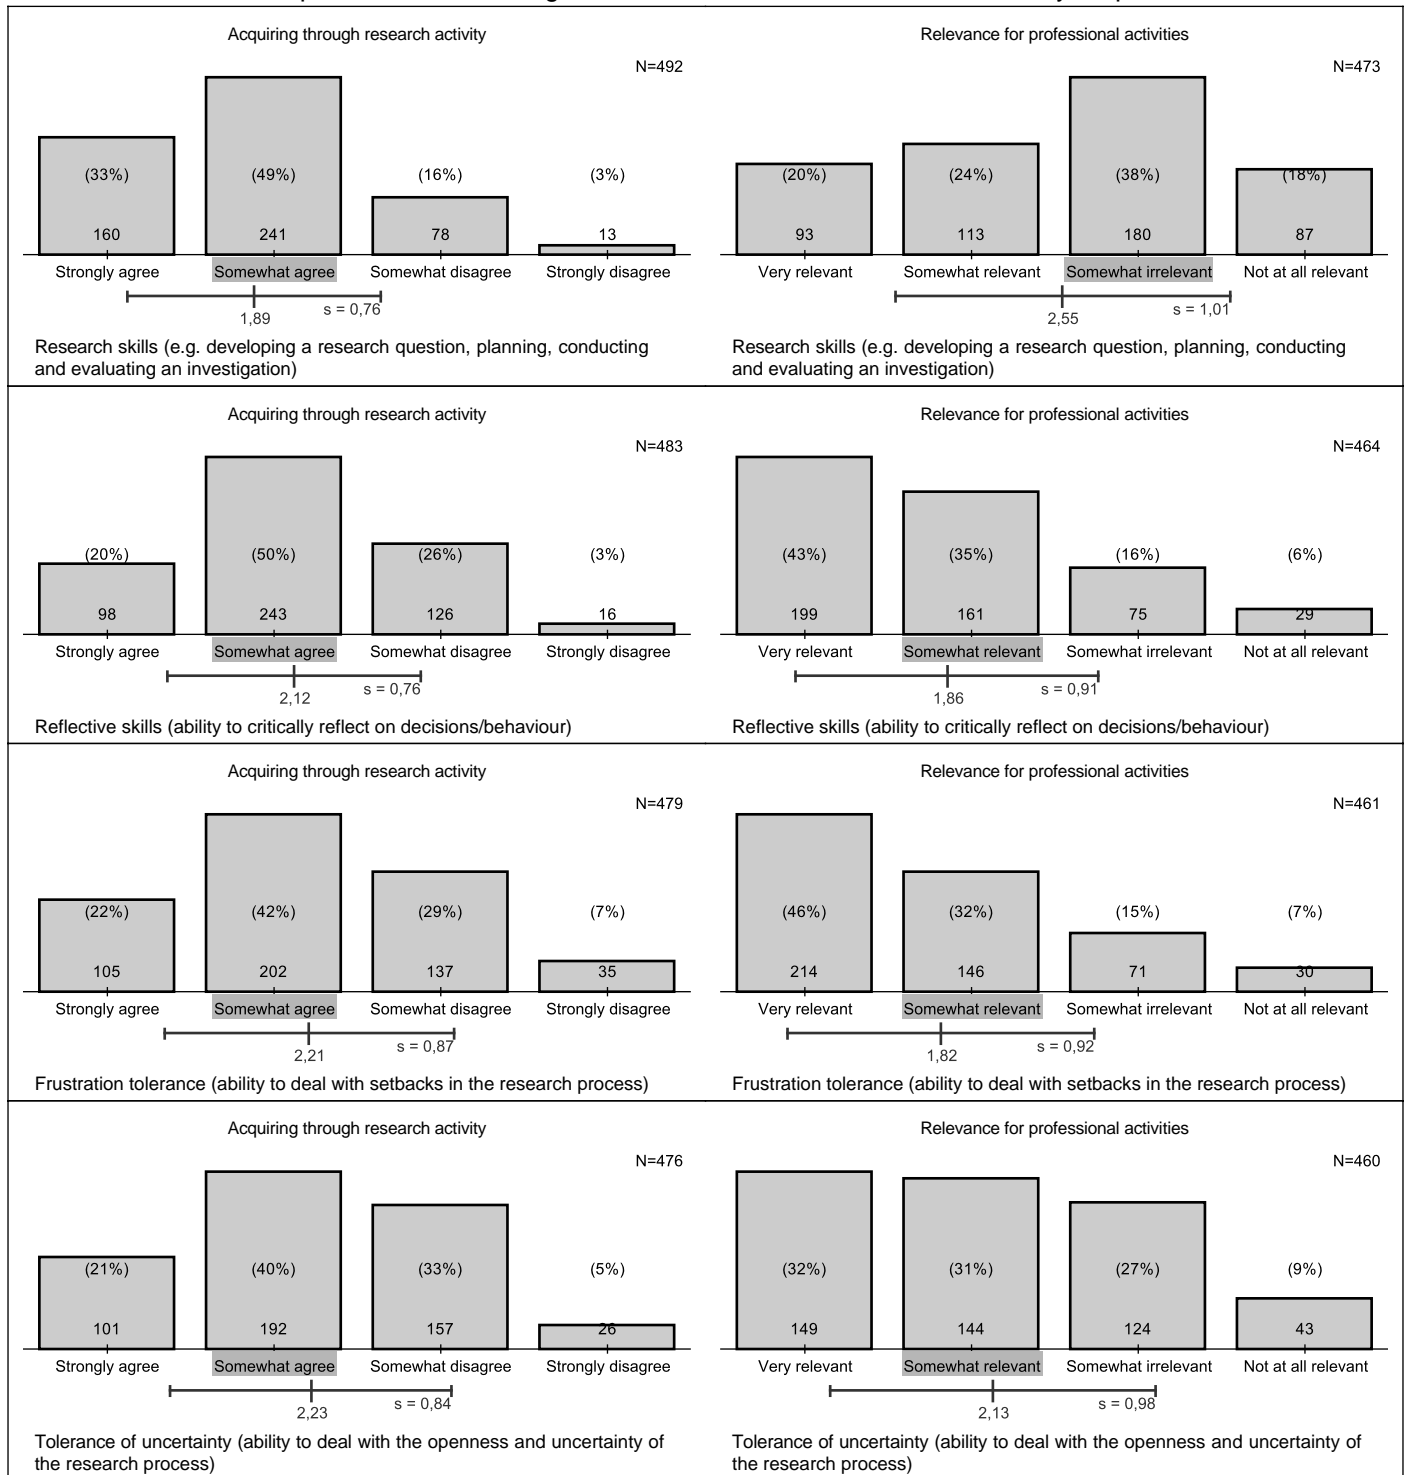 Acquiring through research activity
N=492
(33%) (49%) (16%) (3%)
160 241 78 13
Strongly agree Somewhat agree Somewhat disagree Strongly disagree
s = 0,76
1,89
Research skills (e.g. developing a research question, planning, conducting
and evaluating an investigation)
Relevance for professional activities
N=473
(20%) (24%) (38%) (18%)
93 113 180 87
Very relevant Somewhat relevant Somewhat irrelevant Not at all relevant
s = 1,01
2,55
Research skills (e.g. developing a research question, planning, conducting
and evaluating an investigation)
Acquiring through research activity
N=483
(20%) (50%) (26%) (3%)
98 243 126 16
Strongly agree Somewhat agree Somewhat disagree Strongly disagree
s = 0,76
2,12
Reflective skills (ability to critically reflect on decisions/behaviour)
Relevance for professional activities
N=464
(43%) (35%) (16%) (6%)
199 161 75 29
Very relevant Somewhat relevant Somewhat irrelevant Not at all relevant
s = 0,91
1,86
Reflective skills (ability to critically reflect on decisions/behaviour)
Acquiring through research activity
N=479
(22%) (42%) (29%) (7%)
105 202 137 35
Strongly agree Somewhat agree Somewhat disagree Strongly disagree
s = 0,87
2,21
Frustration tolerance (ability to deal with setbacks in the research process)
Relevance for professional activities
N=461
(46%) (32%) (15%) (7%)
214 146 71 30
Very relevant Somewhat relevant Somewhat irrelevant Not at all relevant
s = 0,92
1,82
Frustration tolerance (ability to deal with setbacks in the research process)
Acquiring through research activity
N=476
(21%) (40%) (33%) (5%)
101 192 157 26
Strongly agree Somewhat agree Somewhat disagree Strongly disagree
s = 0,84
2,23
Tolerance of uncertainty (ability to deal with the openness and uncertainty of
the research process)
Relevance for professional activities
N=460
(32%) (31%) (27%) (9%)
149 144 124 43
Very relevant Somewhat relevant Somewhat irrelevant Not at all relevant
s = 0,98
2,13
Tolerance of uncertainty (ability to deal with the openness and uncertainty of
the research process)